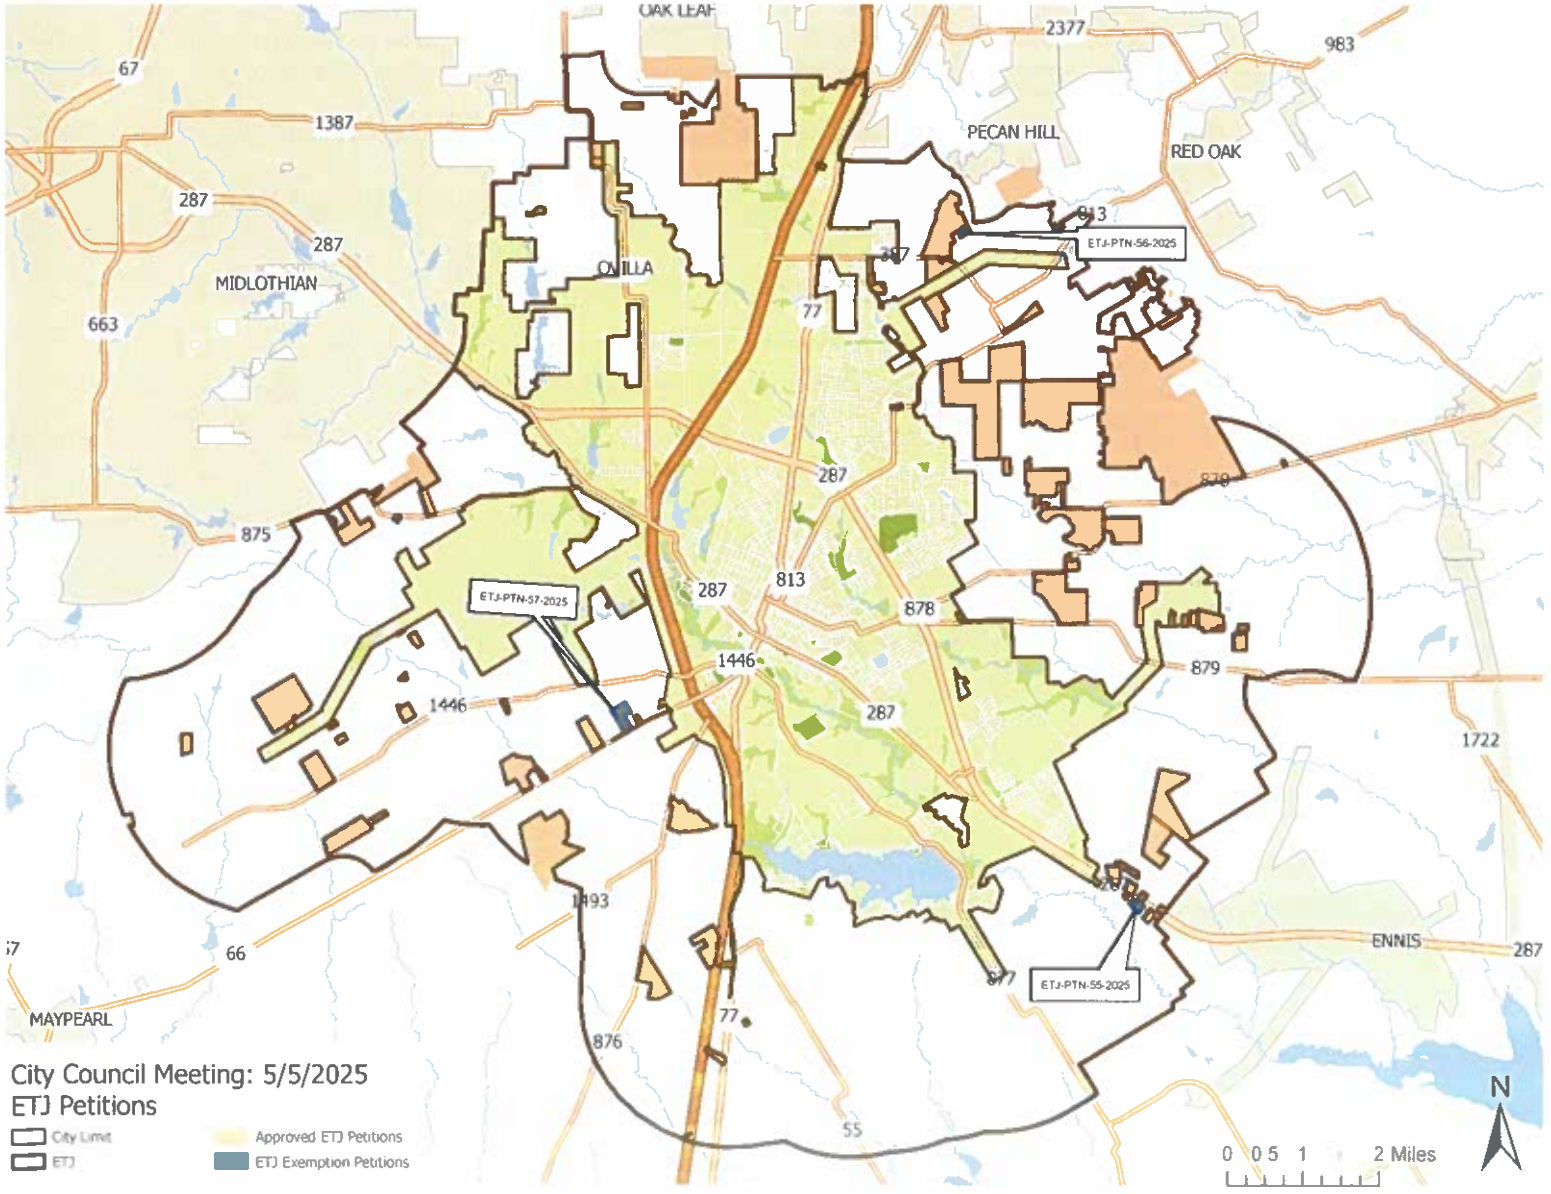 OAK LEAF
2377
983
67
1387
PECAN HILL
RED OAK
287
813
287
ETJ-PTN-56-2025
387
OVILLA
MIDLOTHIAN
77
663
287
879
875
813
287
ETJ-PTN-57-2025
878
1446
879
1446
287
1722
1493
ENNIS
287
66
877
ETJ-PTN-55-2025
MAYPEARL
77
876
55
City Council Meeting: 5/5/2025
ETJ Petitions
City Limit
Approved ETJ Petitions
ETJ
ETJ Exemption Petitions
N
0 0 5 1 2 Miles